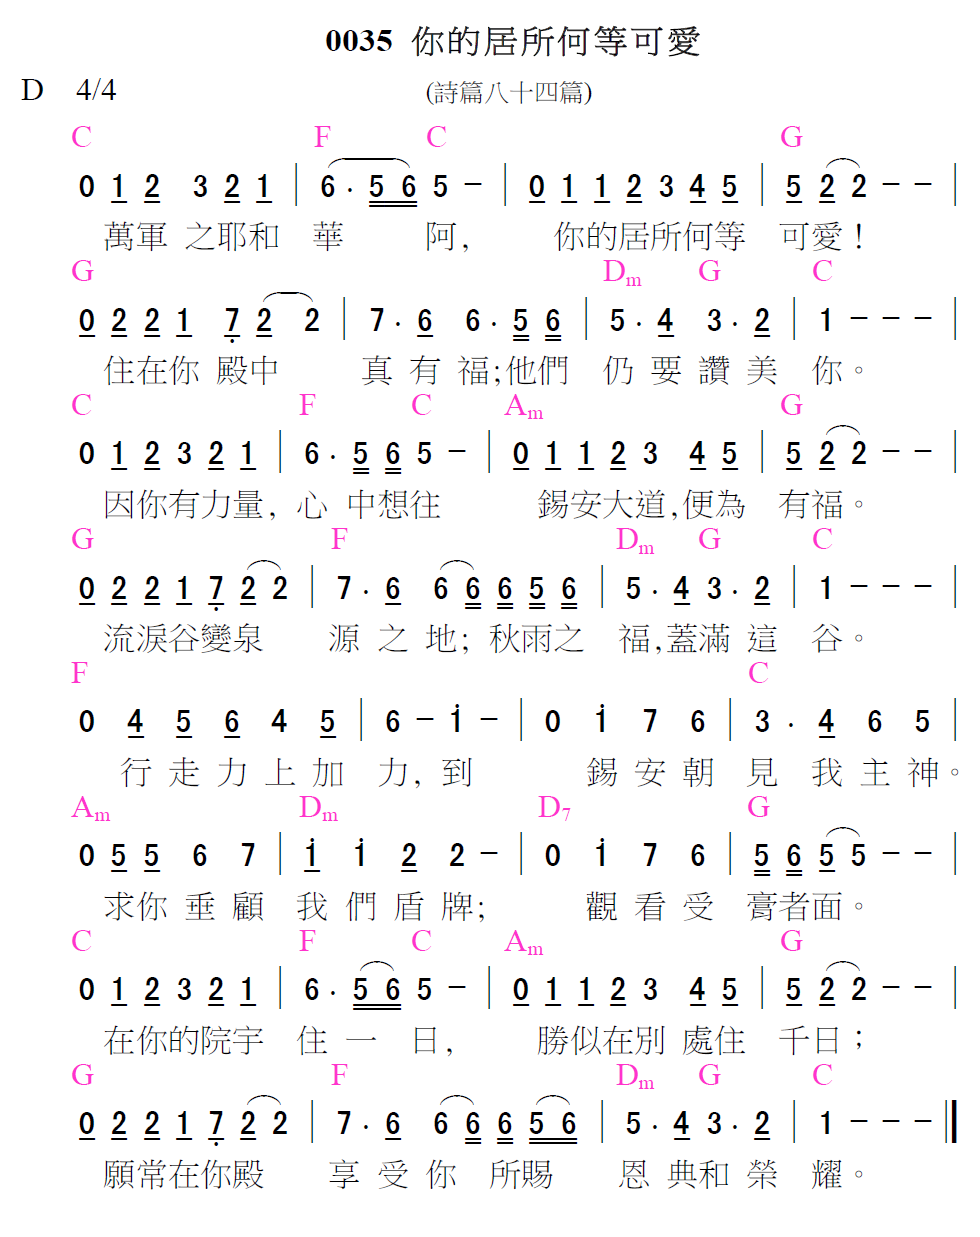 0035 你的居所何等可愛
D 4/4 (詩篇八十四篇)
C F C G
0 1 2 3 2 1 | 6 · 5 6 5 － | 0 1 1 2 3 4 5 | 5 2 2 － － |
萬軍 之耶和 華 阿, 你的居所何等 可愛！
G Dm G C
0 2 2 1 7 2 2 | 7 · 6 6 · 5 6 | 5 · 4 3 · 2 | 1 － － － |
住在你 殿中 真 有 福;他們 仍 要 讚 美 你。
C F C Am G
0 1 2 3 2 1 | 6 · 5 6 5 － | 0 1 1 2 3 4 5 | 5 2 2 － － |
因你有力量, 心 中想往 錫安大道,便為 有福。
G F Dm G C
0 2 2 1 7 2 2 | 7 · 6 6 6 6 5 6 | 5 · 4 3 · 2 | 1 － － － |
流淚谷變泉 源 之 地; 秋雨之 福,蓋滿 這 谷。
F C
0 4 5 6 4 5 | 6 － i － | 0 i 7 6 | 3 · 4 6 5 |
行 走 力 上 加 力, 到 錫 安 朝 見 我 主 神。
Am Dm D7 G
0 5 5 6 7 | i i 2 2 － | 0 i 7 6 | 5 6 5 5 － － |
求你 垂 顧 我 們 盾 牌; 觀 看 受 膏者面。
C F C Am G
0 1 2 3 2 1 | 6 · 5 6 5 － | 0 1 1 2 3 4 5 | 5 2 2 － － |
在你的院宇 住 一 日, 勝似在別 處住 千日；
G F Dm G C
0 2 2 1 7 2 2 | 7 · 6 6 6 6 5 6 | 5 · 4 3 · 2 | 1 － － － ‖
願常在你殿 享 受 你 所賜 恩 典和 榮 耀。